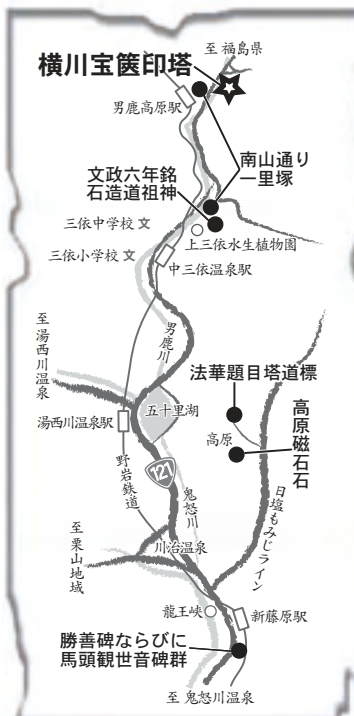 至 福島県
横川宝篋印塔
男鹿高原駅
南山通り
一里塚
文政六年銘
石造道祖神
三依中学校 文
上三依水生植物園
三依小学校 文
中三依温泉駅
男鹿川
至 湯西川温泉
五十里湖
法華題目塔道標
高原
高原磁石石
湯西川温泉駅
121
野岩鉄道
鬼怒川
日塩もみじライン
川治温泉
至 栗山地域
龍王峡
新藤原駅
勝善碑ならびに
馬頭観世音碑群
至 鬼怒川温泉